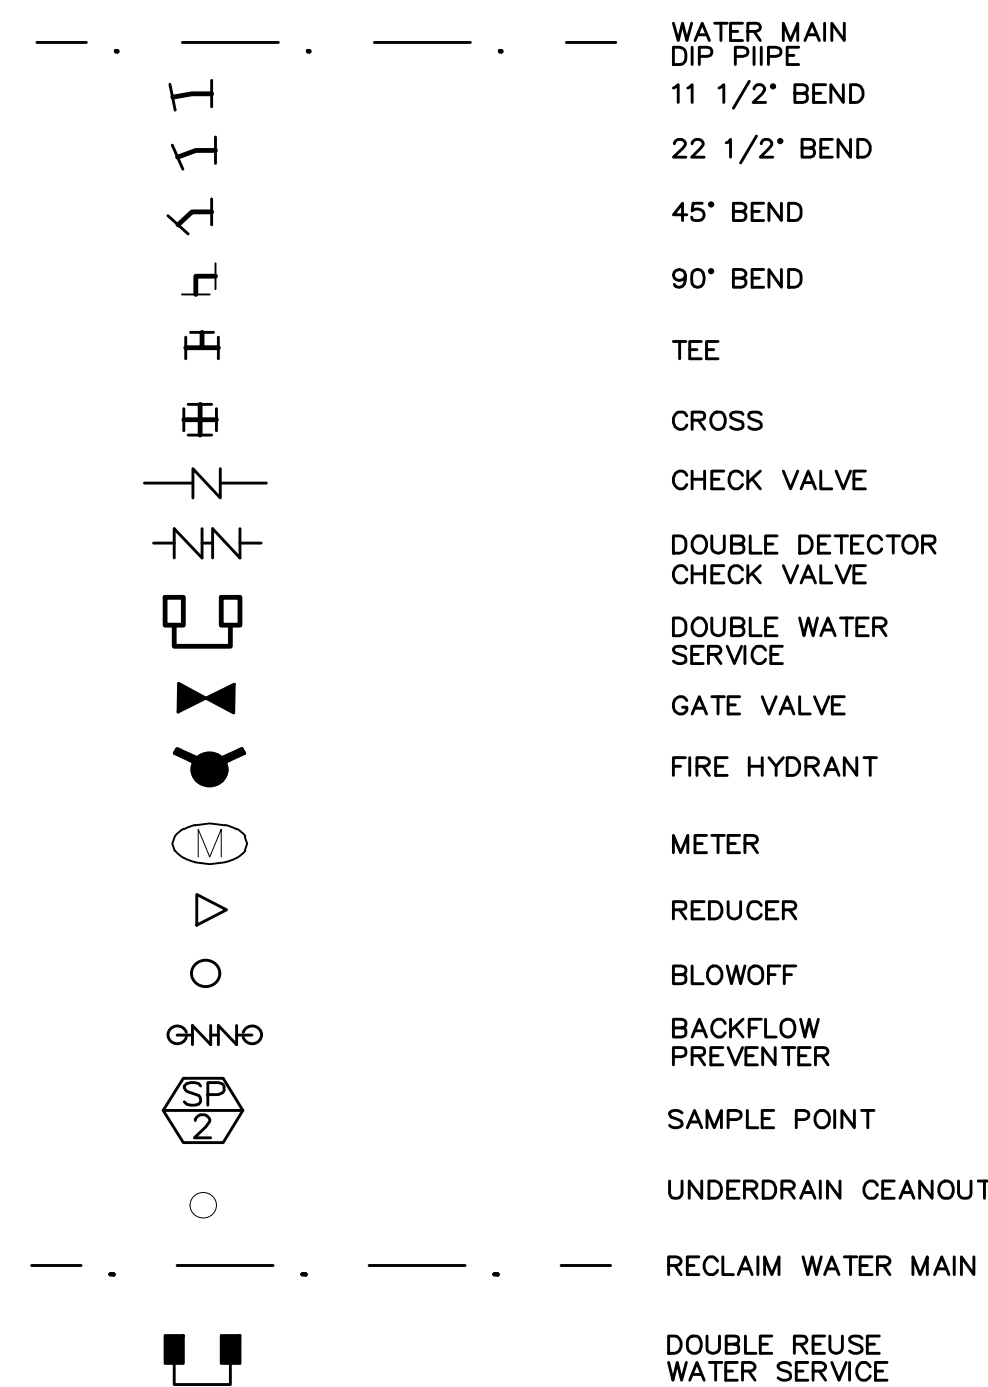 WATER MAIN
DIP PIIPE
11 1/2° BEND
22 1/2° BEND
45° BEND
90° BEND
TEE
CROSS
CHECK VALVE
DOUBLE DETECTOR
CHECK VALVE
DOUBLE WATER
SERVICE
GATE VALVE
FIRE HYDRANT
M METER
REDUCER
BLOWOFF
BACKFLOW
PREVENTER
SP
2
SAMPLE POINT
UNDERDRAIN CEANOUT
RECLAIM WATER MAIN
DOUBLE REUSE
WATER SERVICE